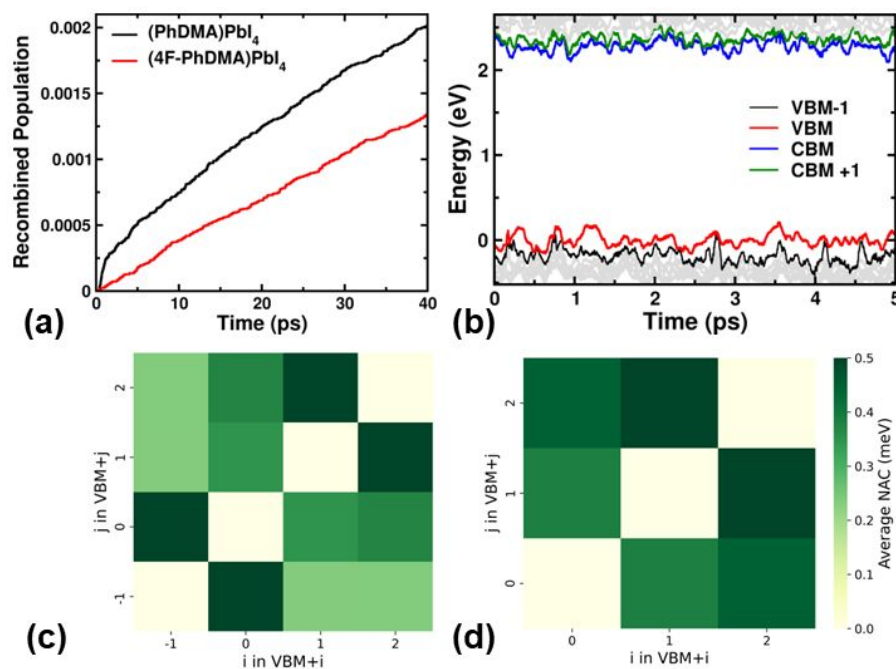 (PhDMA)PbI4
(4F-PhDMA)PbI4
0.002
0.0015
0.001
0.0005
0
Recombined Population
0 10 20 30 40
Time (ps)
(a)
2
0
Energy (eV)
VBM-1
VBM
CBM
CBM +1
0 1 2 3 4 5
Time (ps)
(b)
2
1
0
-1
j in VBM+j
-1 0 1 2
i in VBM+i
(c)
2
1
0
j in VBM+j
0 1 2
i in VBM+i
(d)
0.5
0.4
0.3
0.2
0.1
0.0
Average NAC (meV)